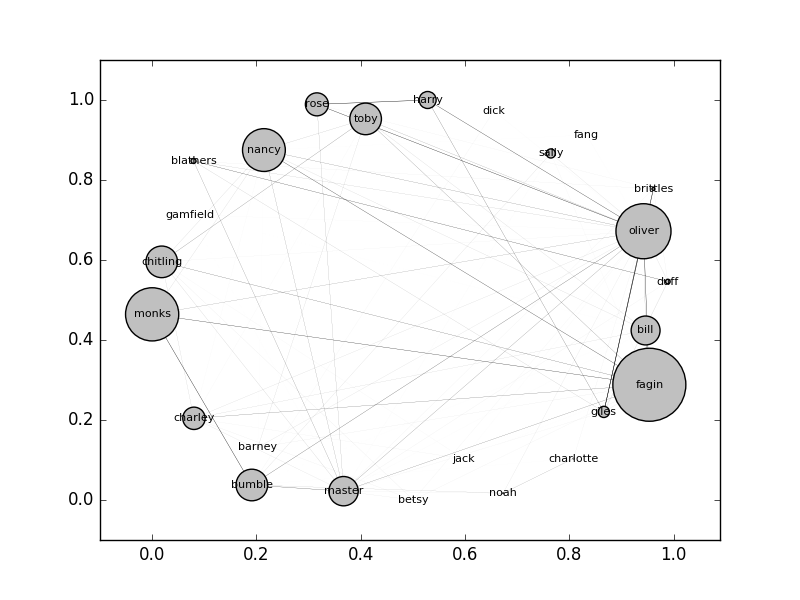 1.0
rose
harry
toby
dick
fang
nancy
sally
0.8
blathers
brittles
gamfield
oliver
0.6
chitling
duff
monks
0.4
bill
fagin
0.2
charley
giles
barney
jack
charlotte
bumble
master
noah
betsy
0.0
0.0 0.2 0.4 0.6 0.8 1.0